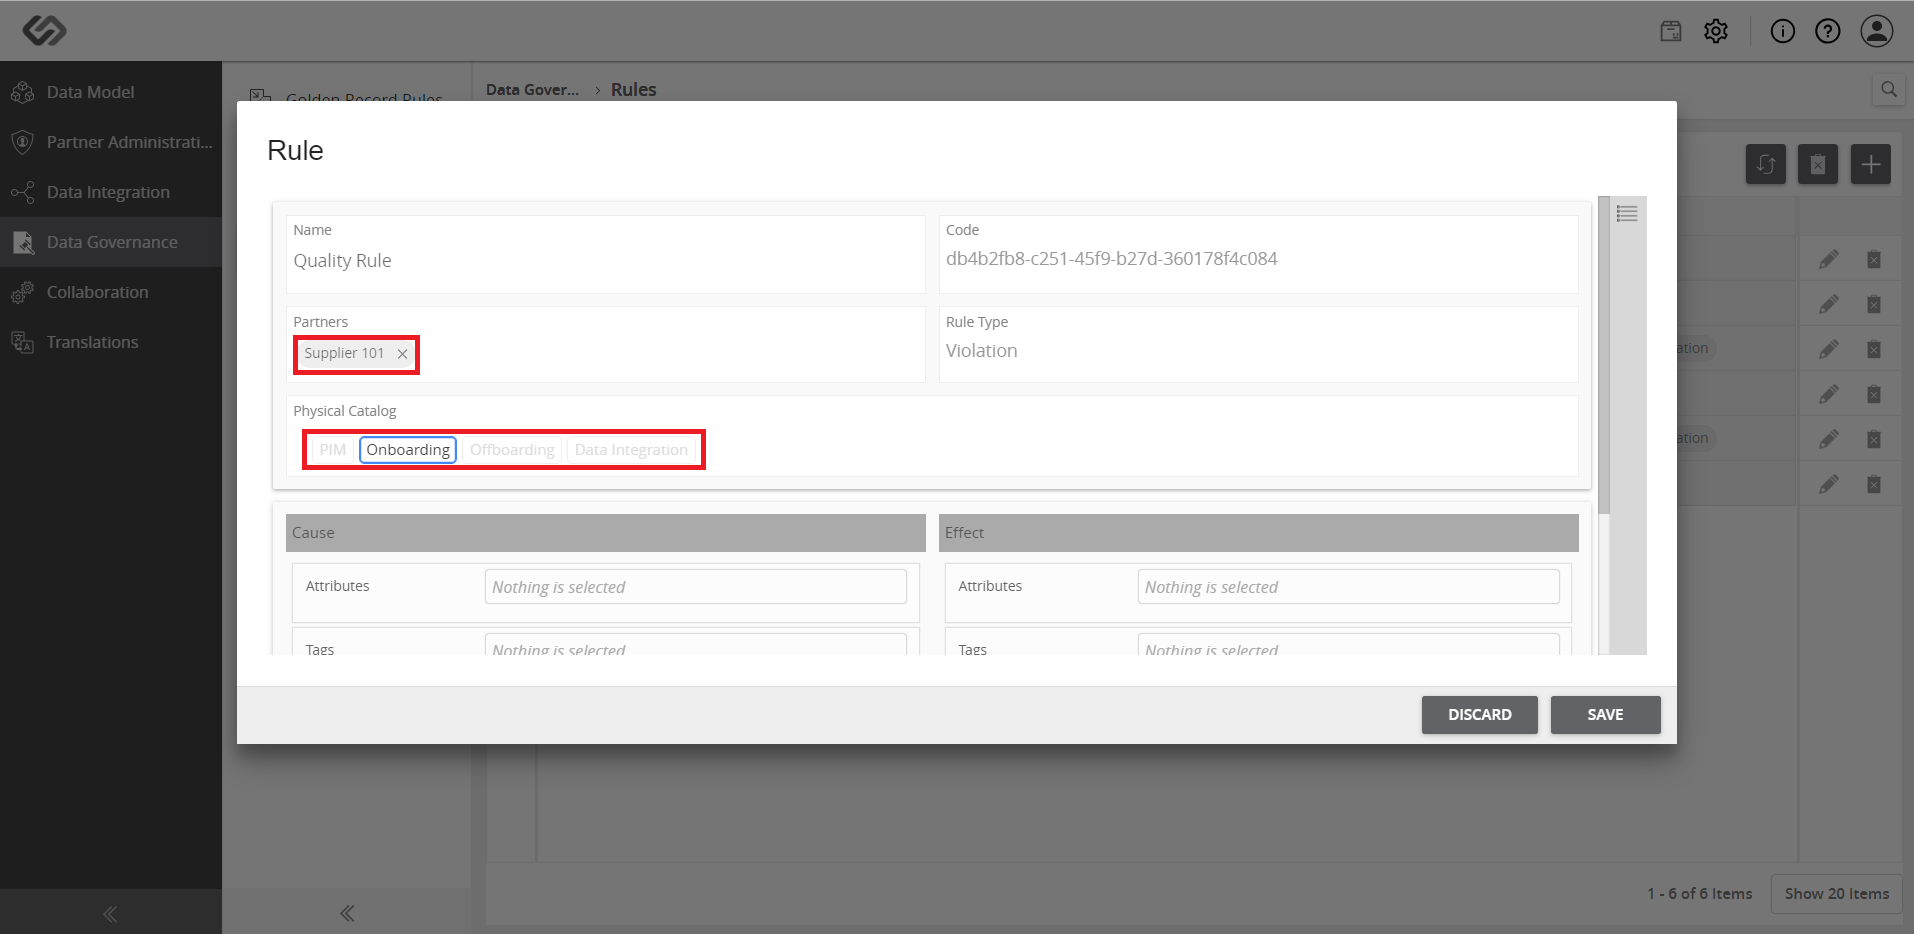 Data Model
Partner Administrati...
Data Integration
Data Governance
Collaboration
Translations
Golden Record Rules
Data Gover... › Rules
Rule
Name
Quality Rule
Code
db4b2fb8-c251-45f9-b27d-360178f4c084
Partners
Supplier 101
Rule Type
Violation
Physical Catalog
PIM Onboarding Offboarding Data Integration
Cause
Effect
Attributes Nothing is selected
Attributes Nothing is selected
Tags Nothing is selected
Tags Nothing is selected
DISCARD SAVE
ation
ation
1 - 6 of 6 Items Show 20 Items